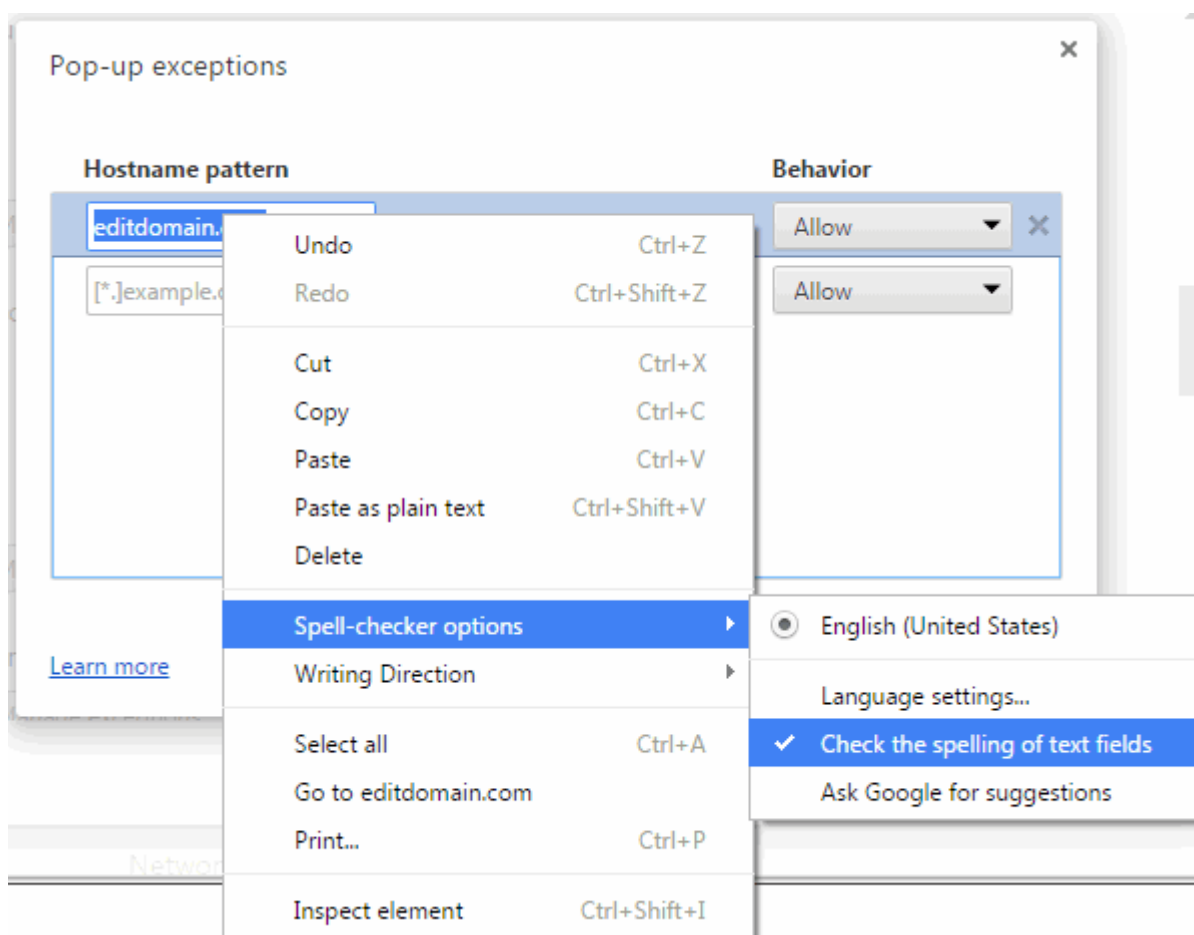 Pop-up exceptions
Hostname pattern Behavior
editdomain. Allow
[*.]example. Allow
Undo Ctrl+Z
Redo Ctrl+Shift+Z
Cut Ctrl+X
Copy Ctrl+C
Paste Ctrl+V
Paste as plain text Ctrl+Shift+V
Delete
Spell-checker options
Writing Direction
Select all Ctrl+A
Go to editdomain.com
Print... Ctrl+P
Inspect element Ctrl+Shift+I
English (United States)
Language settings...
Check the spelling of text fields
Ask Google for suggestions
Learn more
Networ